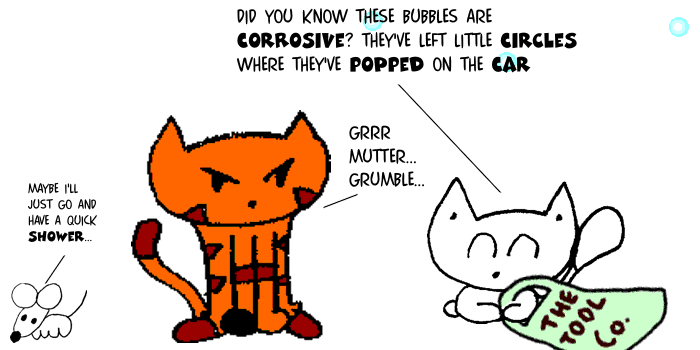 DID YOU KNOW THESE BUBBLES ARE
CORROSIVE? THEY'VE LEFT LITTLE CIRCLES
WHERE THEY'VE POPPED ON THE CAR
GRRR
MUTTER...
GRUMBLE...
MAYBE I'LL
JUST GO AND
HAVE A QUICK
SHOWER...
THE
TOOL
CO.